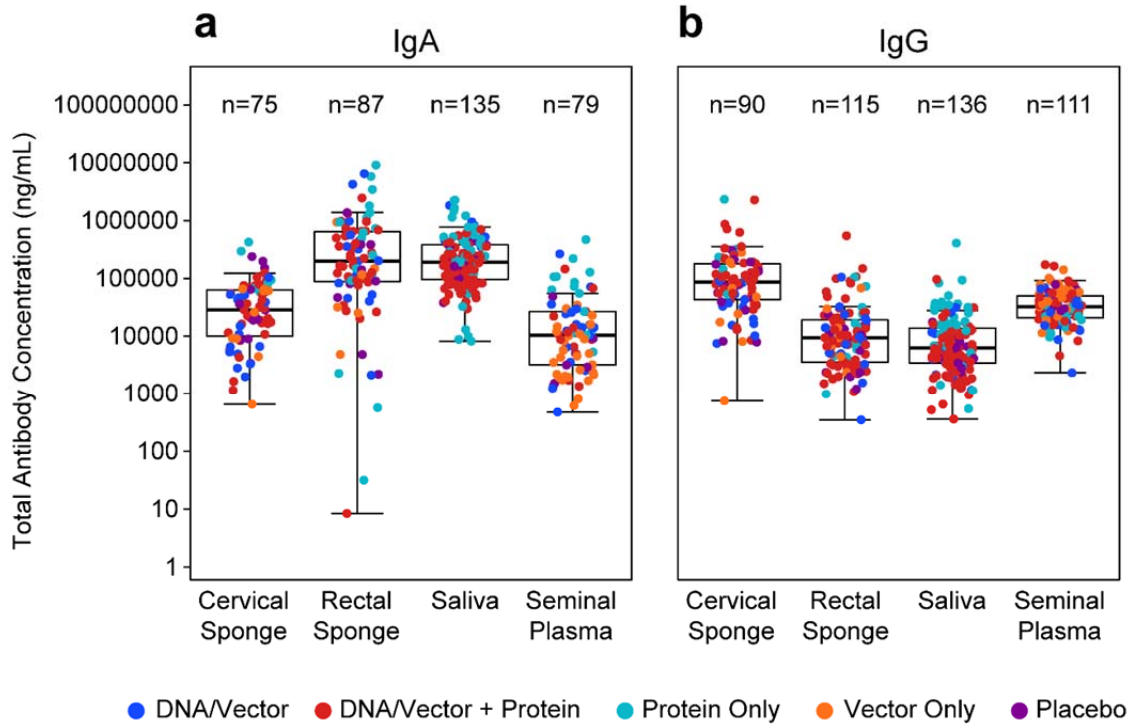 a
IgA
b
IgG
Total Antibody Concentration (ng/mL)
100000000
10000000
1000000
100000
10000
1000
100
10
1
n=75 n=87 n=135 n=79
n=90 n=115 n=136 n=111
Cervical Sponge
Rectal Sponge
Saliva
Seminal Plasma
Cervical Sponge
Rectal Sponge
Saliva
Seminal Plasma
DNA/Vector DNA/Vector + Protein Protein Only Vector Only Placebo